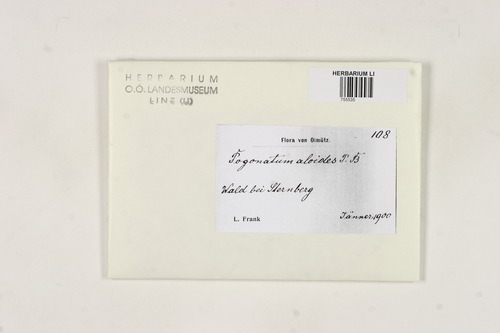 HERBARIUM
O.Ö. LANDESMUSEUM
LINZ (LI)
HERBARIUM LI
108
Flora von Olmütz.
Pogonatum aloides P. B
Wald bei Sternberg
L. Frank
Jänner 1900